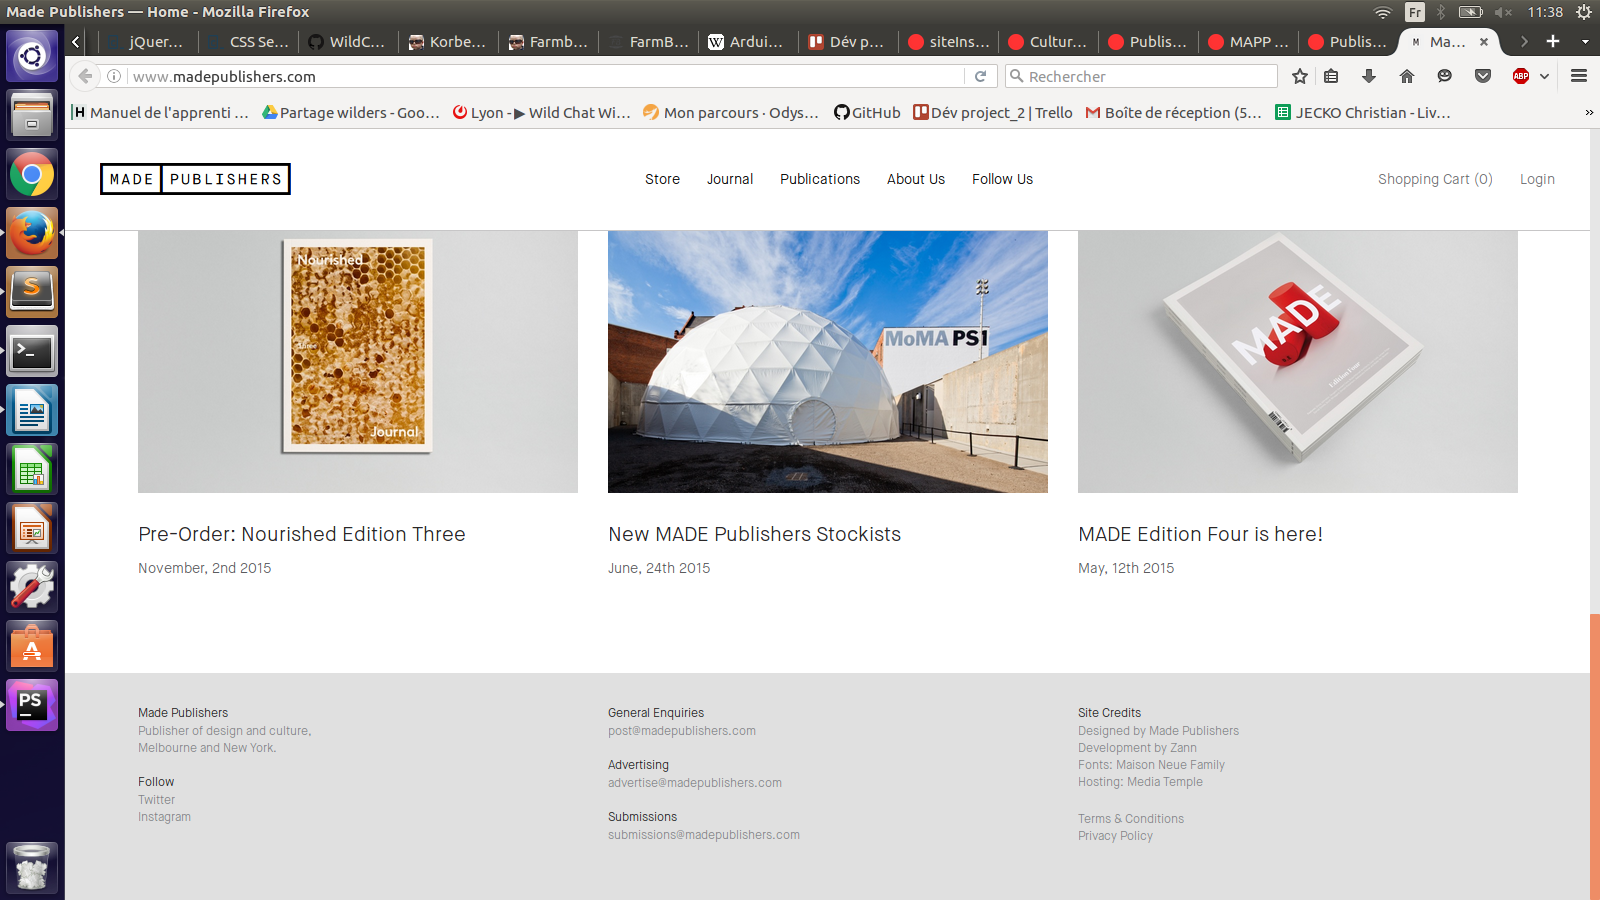 Made Publishers — Home - Mozilla Firefox
Fr
11:38
jQuer...
CSS Se...
WildC...
Korbe...
Farmb...
FarmB...
Ardui...
Dév p...
siteIns...
Cultur...
Publis...
MAPP ...
Publis...
M Ma...
www.madepublishers.com
Rechercher
ABP
H Manuel de l'apprenti ...
Partage wilders - Goo...
Lyon - ▶ Wild Chat Wi...
Mon parcours · Odys...
GitHub
Dév project_2 | Trello
Boîte de réception (5...
JECKO Christian - Liv...
»
MADE PUBLISHERS
Store
Journal
Publications
About Us
Follow Us
Shopping Cart (0)
Login
Nourished
Three
Journal
MoMA PS1
MADE
Edition Four
Pre-Order: Nourished Edition Three
November, 2nd 2015
New MADE Publishers Stockists
June, 24th 2015
MADE Edition Four is here!
May, 12th 2015
PS
Made Publishers
Publisher of design and culture,
Melbourne and New York.
Follow
Twitter
Instagram
General Enquiries
post@madepublishers.com
Advertising
advertise@madepublishers.com
Submissions
submissions@madepublishers.com
Site Credits
Designed by Made Publishers
Development by Zann
Fonts: Maison Neue Family
Hosting: Media Temple
Terms & Conditions
Privacy Policy